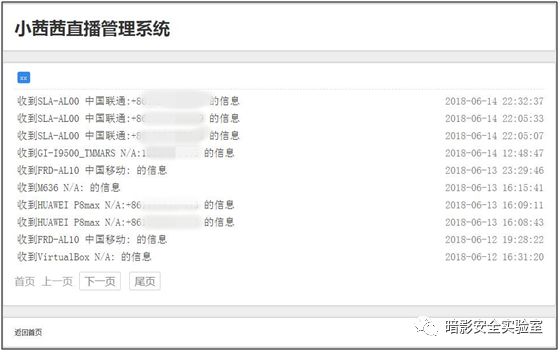 小茜茜直播管理系统
xx
收到SLA-AL00 中国联通:+86 的信息 2018-06-14 22:32:37
收到SLA-AL00 中国联通:+86 的信息 2018-06-14 22:05:33
收到SLA-AL00 中国联通:+86 的信息 2018-06-14 22:05:07
收到GI-I9500_TMMARS N/A:1 的信息 2018-06-14 12:48:47
收到FRD-AL10 中国移动: 的信息 2018-06-13 23:29:46
收到M636 N/A: 的信息 2018-06-13 16:15:41
收到HUAWEI P8max N/A:+86 的信息 2018-06-13 16:09:11
收到HUAWEI P8max N/A:+86 的信息 2018-06-13 16:08:43
收到FRD-AL10 中国移动: 的信息 2018-06-12 19:28:22
收到VirtualBox N/A: 的信息 2018-06-12 16:31:20
首页 上一页 下一页 尾页
返回首页
暗影安全实验室